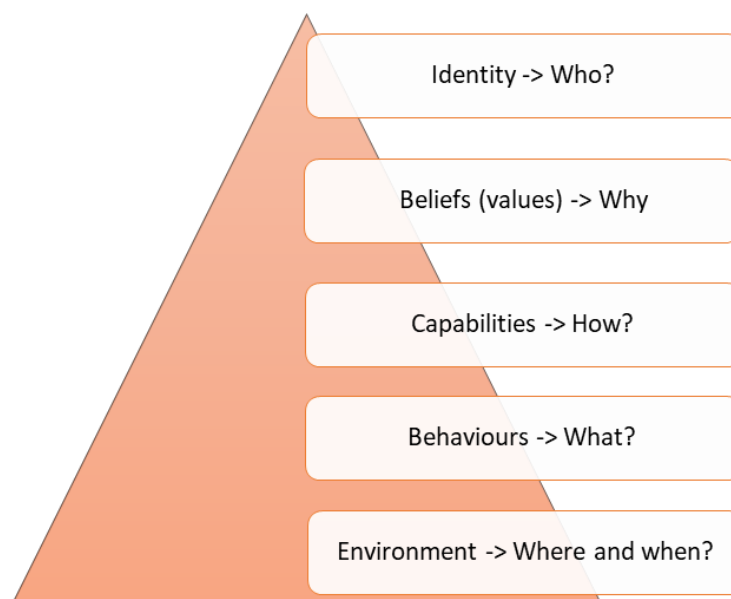 Identity -> Who?
Beliefs (values) -> Why
Capabilities -> How?
Behaviours -> What?
Environment -> Where and when?